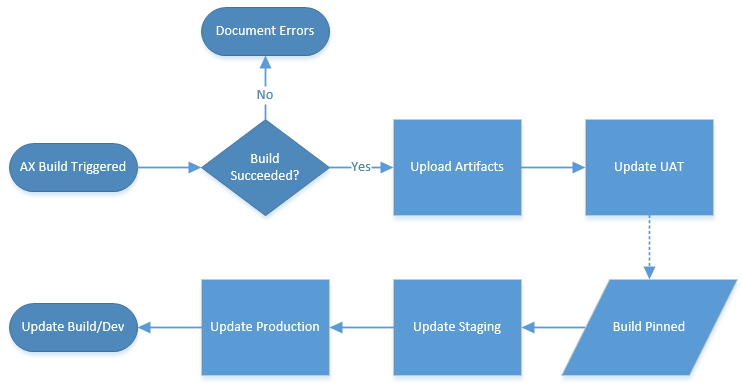 Document Errors
No
AX Build Triggered
Build
Succeeded?
Yes
Upload Artifacts
Update UAT
Update Build/Dev
Update Production
Update Staging
Build Pinned